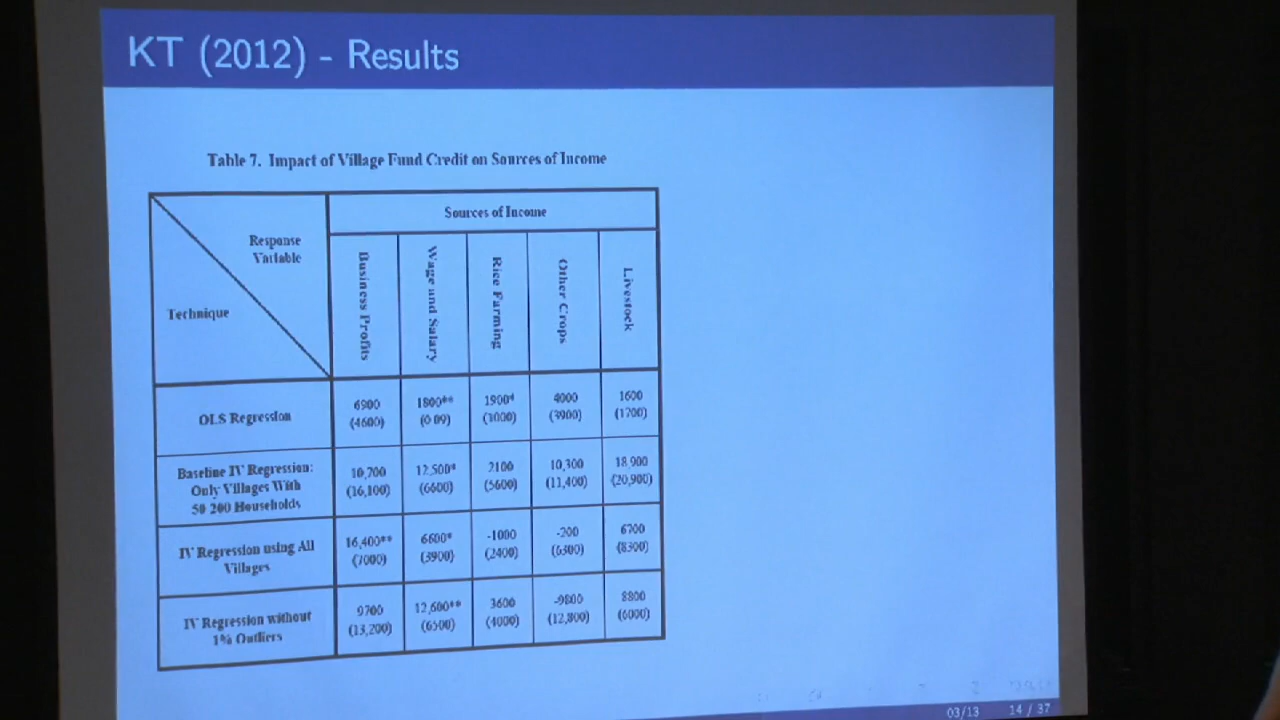 KT (2012) - Results
Table 7. Impact of Village Fund Credit on Sources of Income
Sources of Income
Response
Variable
Technique
Business Profits
Wage and Salary
Rice Farming
Other Crops
Livestock
OLS Regression
6900
(4600)
1800**
(0.09)
1900*
(1000)
4000
(3900)
1600
(1700)
Baseline IV Regression:
Only Villages With
50-200 Households
10,700
(16,100)
12,500*
(6600)
2100
(5600)
10,300
(11,400)
18,900
(20,900)
IV Regression using All
Villages
16,400**
(7000)
6600*
(3900)
-1000
(2400)
-200
(6300)
6700
(8300)
IV Regression without
1% Outliers
9700
(13,200)
12,600**
(6500)
3600
(4000)
-9800
(12,800)
8800
(6000)
03/13 14 / 37